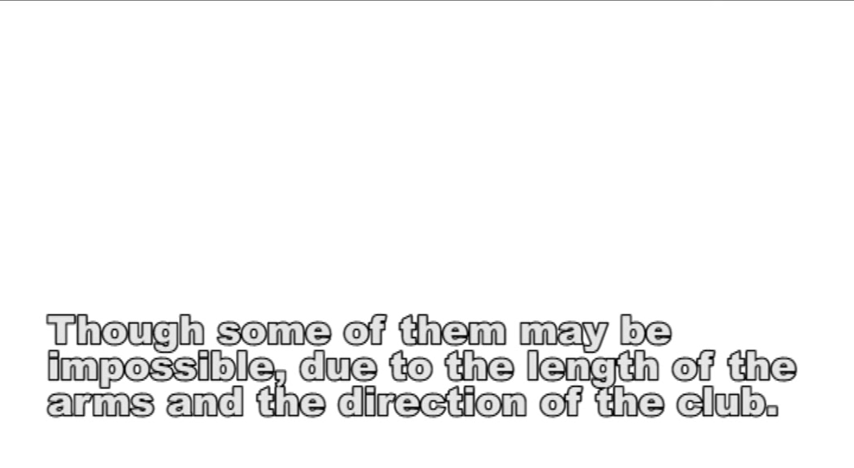 Though some of them may be
impossible, due to the length of the
arms and the direction of the club.